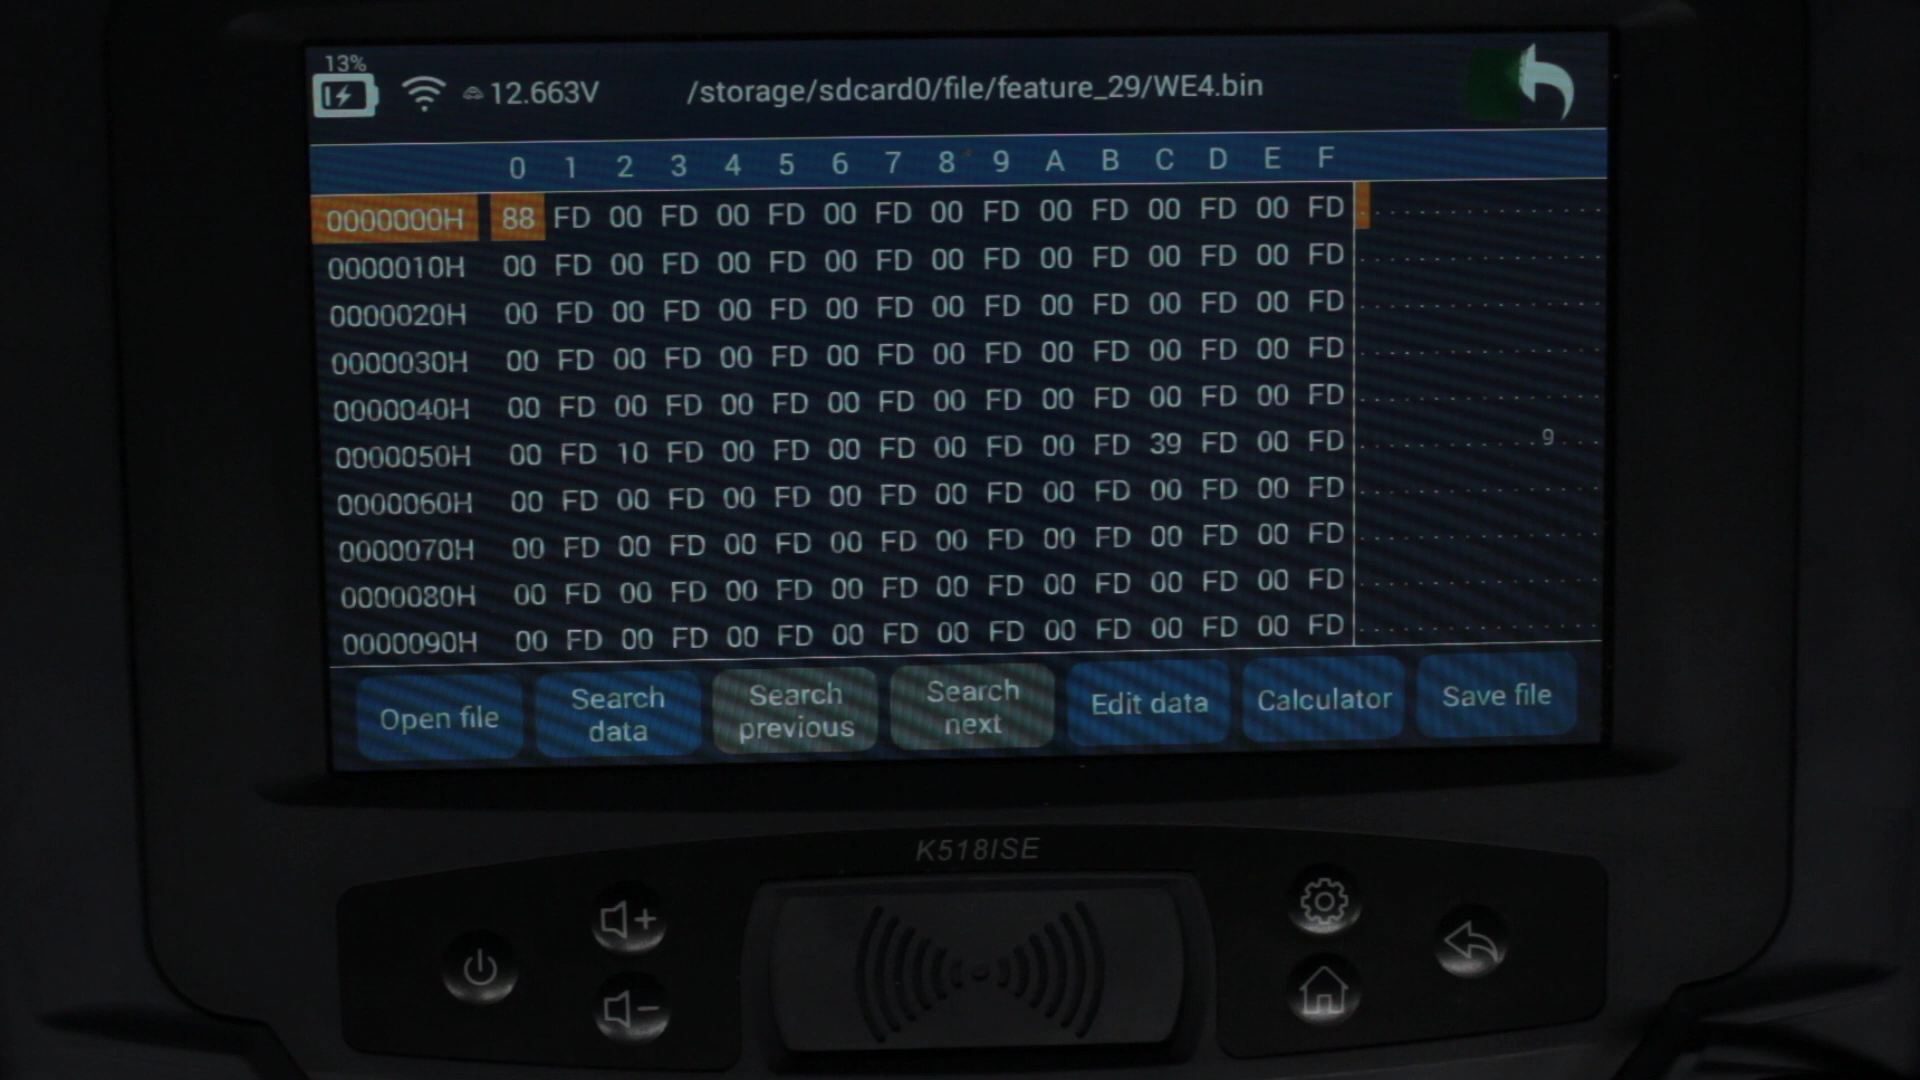 13%
12.663V /storage/sdcard0/file/feature_29/WE4.bin
0 1 2 3 4 5 6 7 8 9 A B C D E F
0000000H 88 FD 00 FD 00 FD 00 FD 00 FD 00 FD 00 FD 00 FD ................
0000010H 00 FD 00 FD 00 FD 00 FD 00 FD 00 FD 00 FD 00 FD ................
0000020H 00 FD 00 FD 00 FD 00 FD 00 FD 00 FD 00 FD 00 FD ................
0000030H 00 FD 00 FD 00 FD 00 FD 00 FD 00 FD 00 FD 00 FD ................
0000040H 00 FD 00 FD 00 FD 00 FD 00 FD 00 FD 00 FD 00 FD ................
0000050H 00 FD 10 FD 00 FD 00 FD 00 FD 00 FD 39 FD 00 FD ............9...
0000060H 00 FD 00 FD 00 FD 00 FD 00 FD 00 FD 00 FD 00 FD ................
0000070H 00 FD 00 FD 00 FD 00 FD 00 FD 00 FD 00 FD 00 FD ................
0000080H 00 FD 00 FD 00 FD 00 FD 00 FD 00 FD 00 FD 00 FD ................
0000090H 00 FD 00 FD 00 FD 00 FD 00 FD 00 FD 00 FD 00 FD ................
Open file
Search
data
Search
previous
Search
next
Edit data
Calculator
Save file
K518ISE